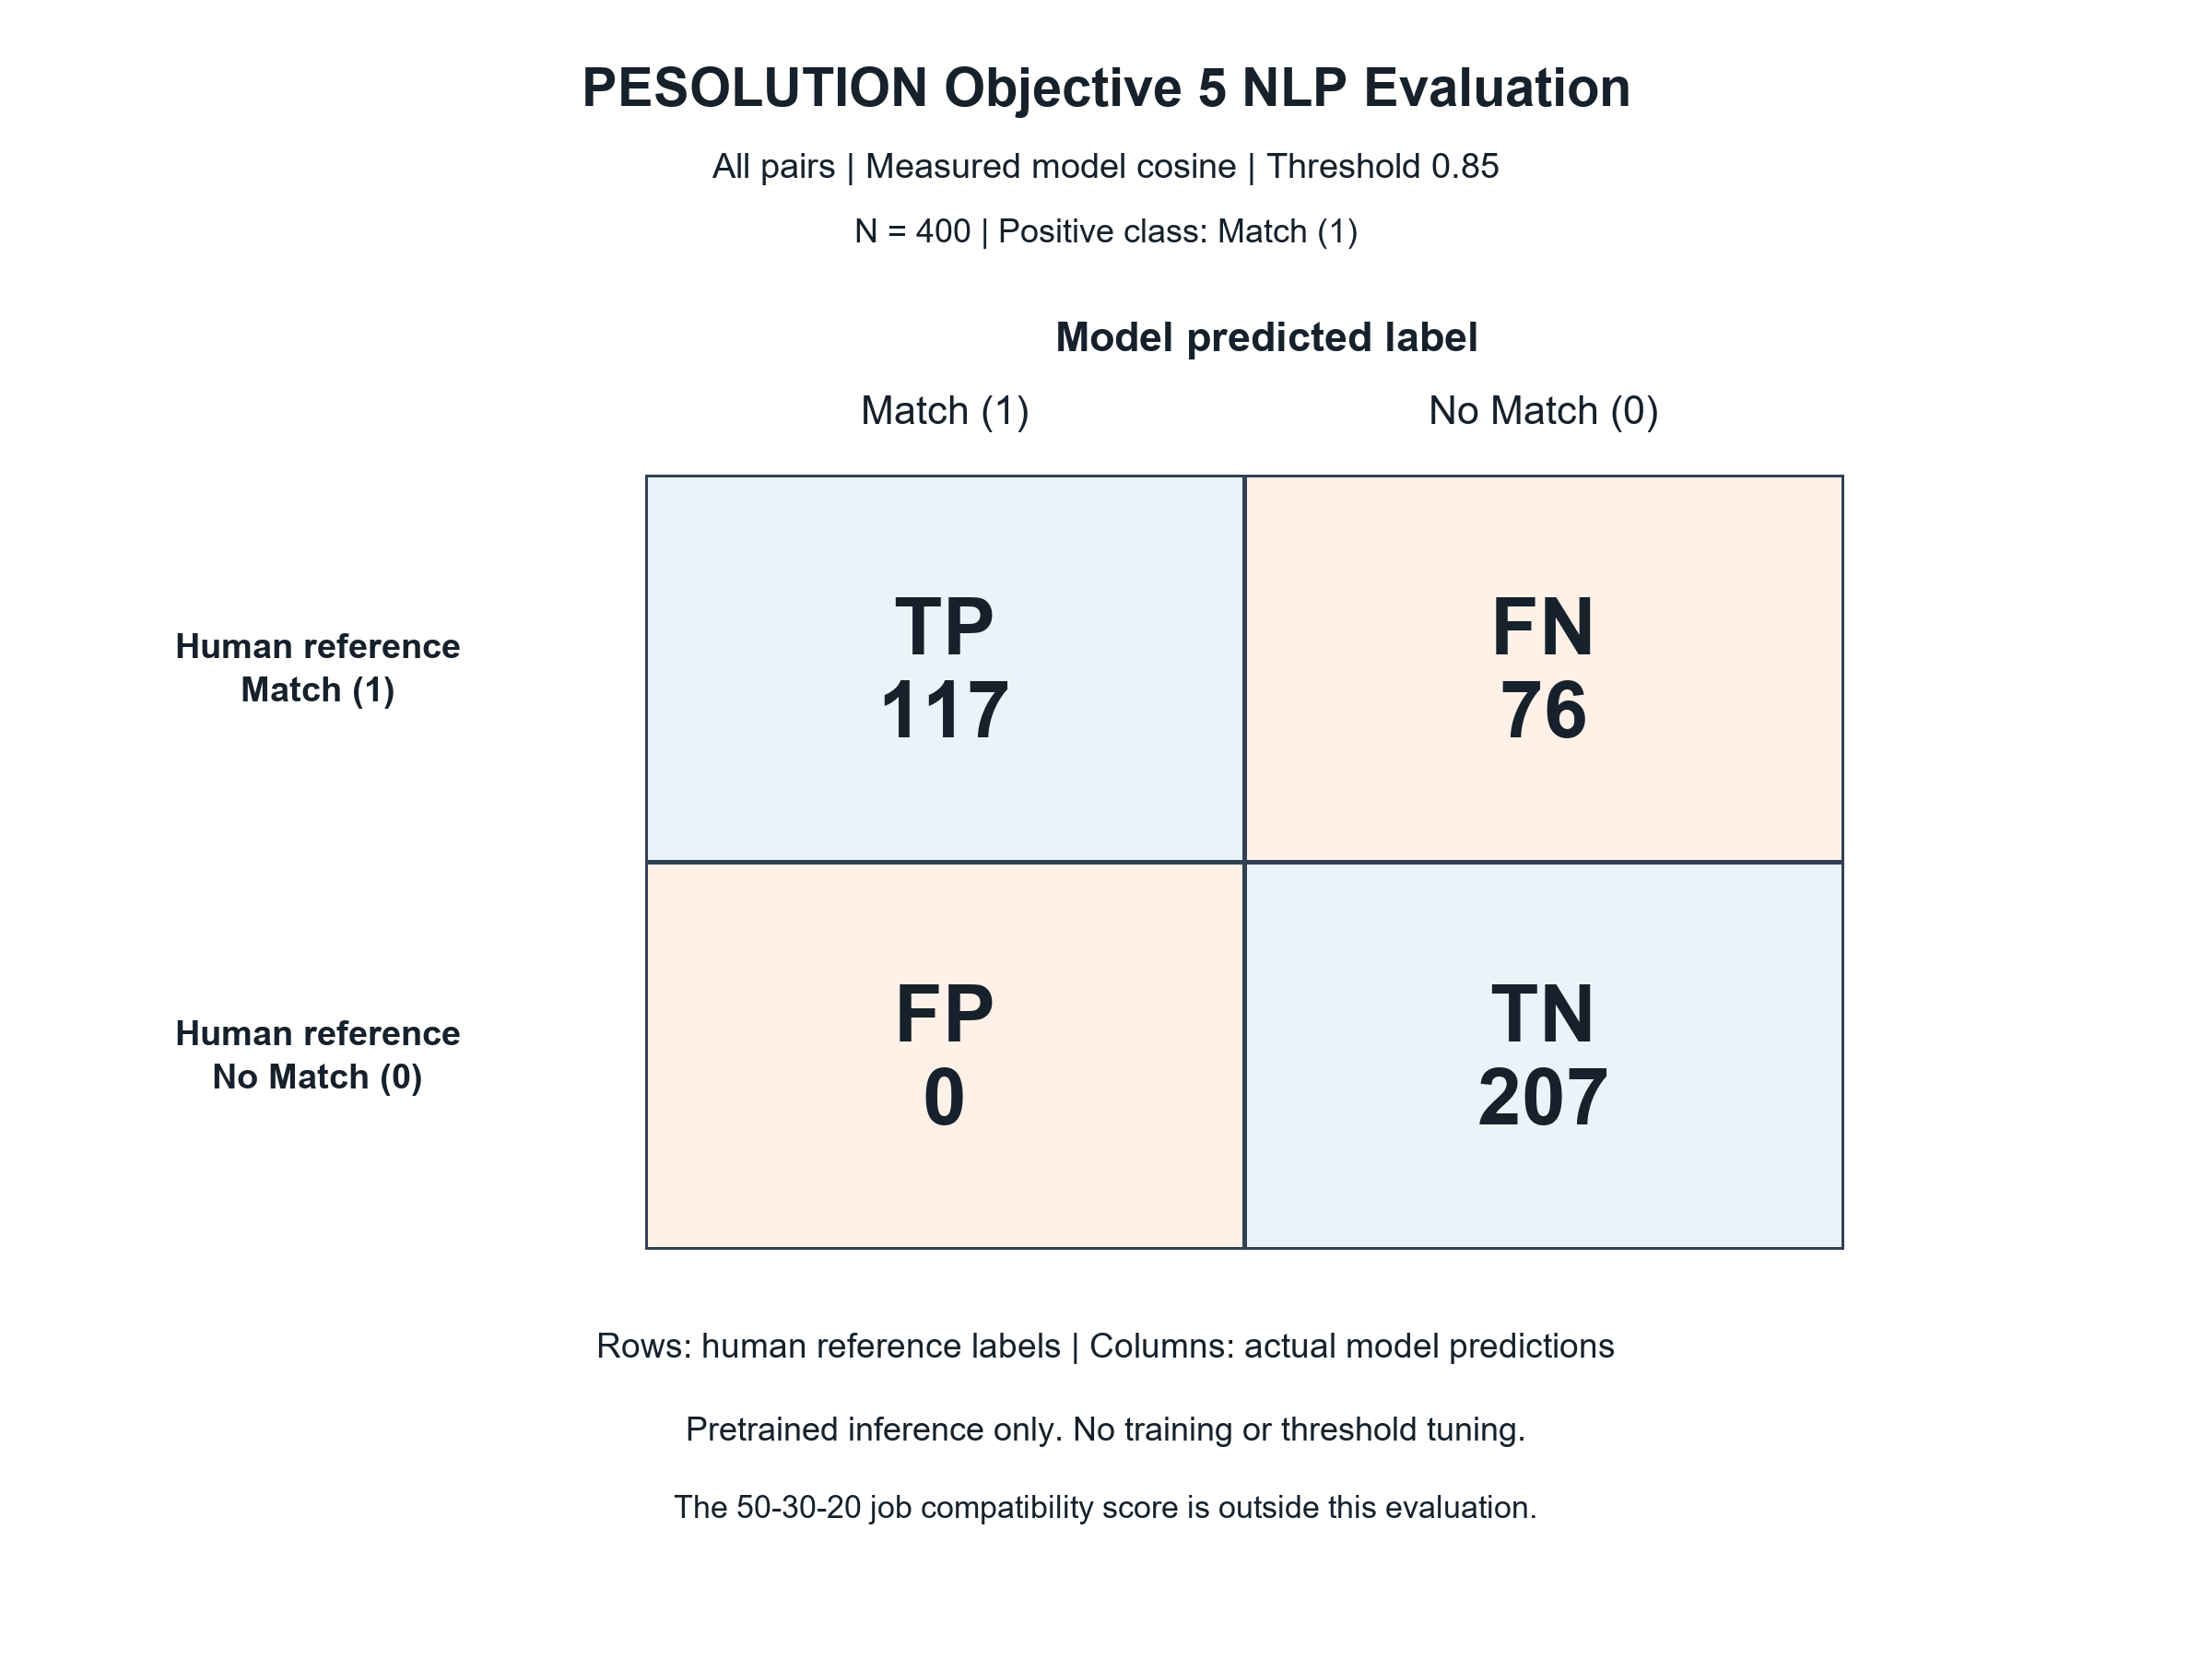 PESOLUTION Objective 5 NLP Evaluation
All pairs | Measured model cosine | Threshold 0.85
N = 400 | Positive class: Match (1)
Model predicted label
Match (1)
No Match (0)
Human reference
Match (1)
TP
117
FN
76
Human reference
No Match (0)
FP
0
TN
207
Rows: human reference labels | Columns: actual model predictions
Pretrained inference only. No training or threshold tuning.
The 50-30-20 job compatibility score is outside this evaluation.